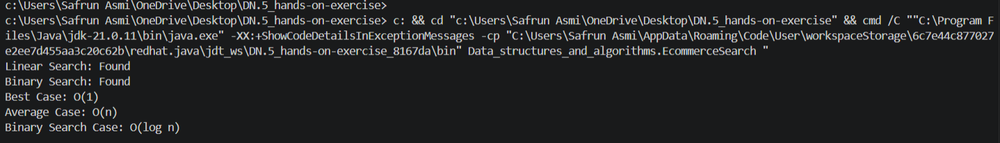 c:\Users\Safrun Asmi\OneDrive\Desktop\DN.5_hands-on-exercise>
c:\Users\Safrun Asmi\OneDrive\Desktop\DN.5_hands-on-exercise> c: && cd "c:\Users\Safrun Asmi\OneDrive\Desktop\DN.5_hands-on-exercise" && cmd /C ""C:\Program F
iles\Java\jdk-21.0.11\bin\java.exe" -XX:+ShowCodeDetailsInExceptionMessages -cp "C:\Users\Safrun Asmi\AppData\Roaming\Code\User\workspaceStorage\6c7e44c877027
e2ee7d455aa3c20c62b\redhat.java\jdt_ws\DN.5_hands-on-exercise_8167da\bin" Data_structures_and_algorithms.EcommerceSearch "
Linear Search: Found
Binary Search: Found
Best Case: O(1)
Average Case: O(n)
Binary Search Case: O(log n)